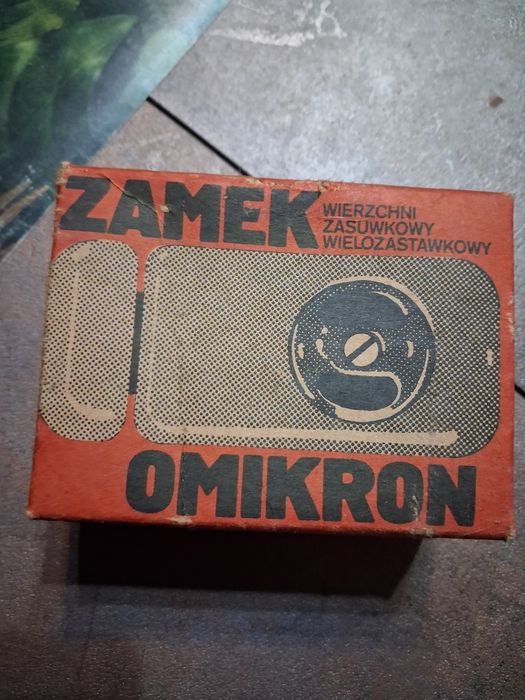 ZAMEK
WIERZCHNI
ZASUWKOWY
WIELOZASTAWKOWY
OMIKRON